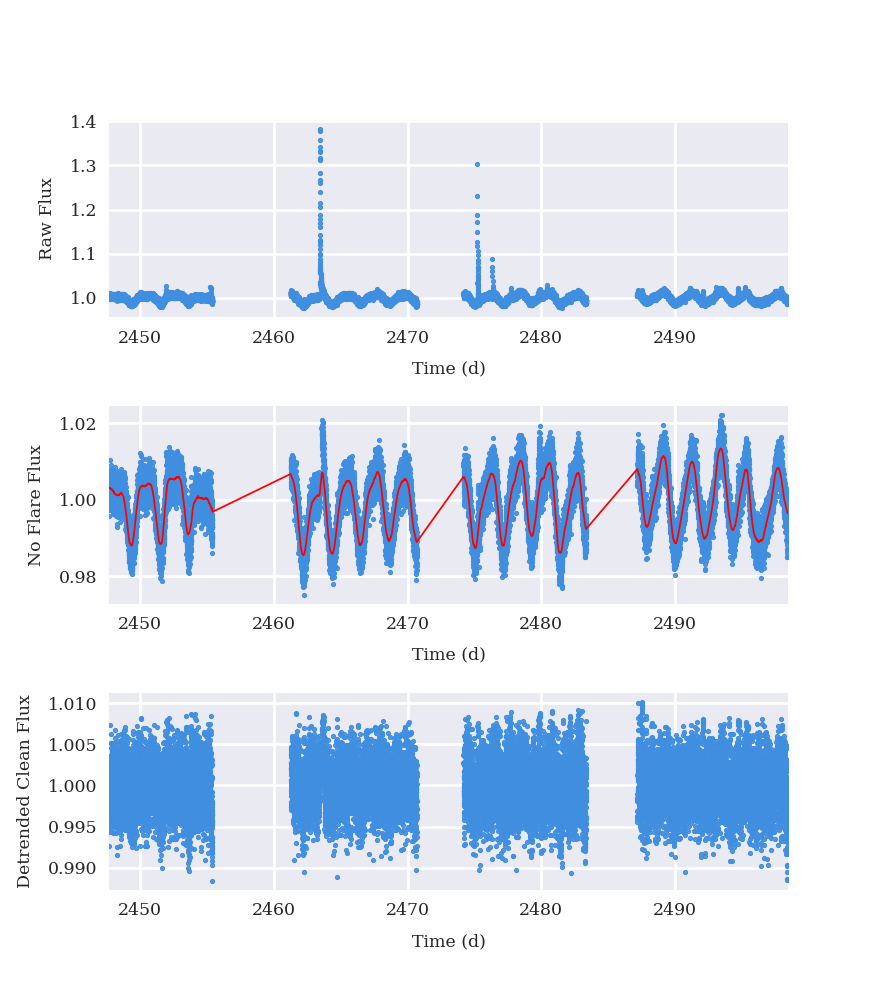 1.4
1.3
1.2
1.1
1.0
Raw Flux
2450 2460 2470 2480 2490
Time (d)
1.02
1.00
0.98
No Flare Flux
2450 2460 2470 2480 2490
Time (d)
1.010
1.005
1.000
0.995
0.990
Detrended Clean Flux
2450 2460 2470 2480 2490
Time (d)